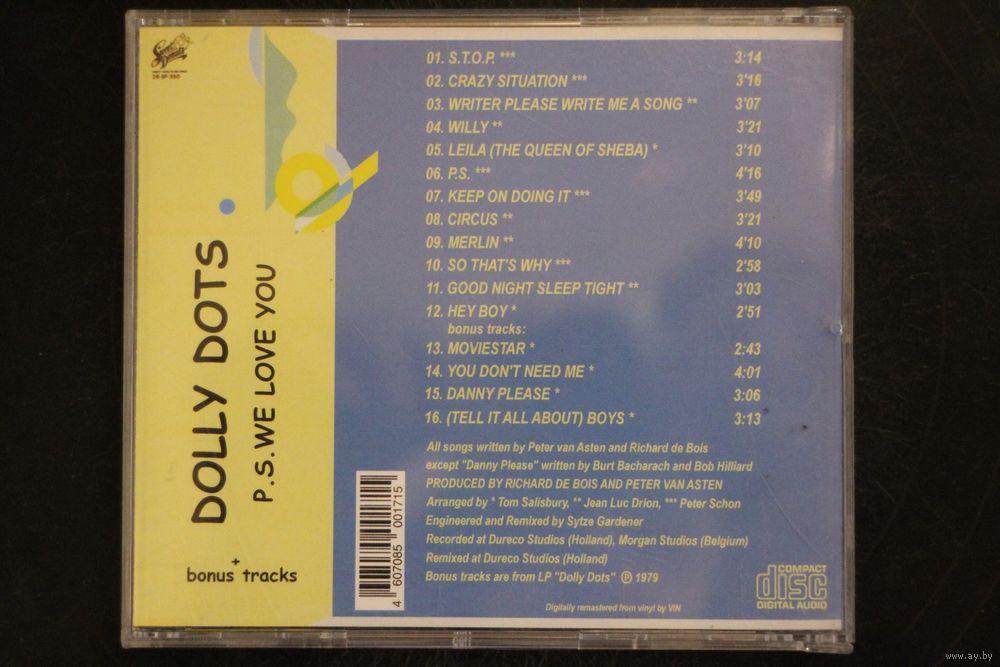 DOLLY DOTS
P.S. WE LOVE YOU
+
bonus tracks
01. S.T.O.P. *** 3:14
02. CRAZY SITUATION *** 3'16
03. WRITER PLEASE WRITE ME A SONG ** 3'07
04. WILLY ** 3'21
05. LEILA (THE QUEEN OF SHEBA) * 3'10
06. P.S. *** 4'16
07. KEEP ON DOING IT *** 3'49
08. CIRCUS ** 3'21
09. MERLIN ** 4'10
10. SO THAT'S WHY *** 2'58
11. GOOD NIGHT SLEEP TIGHT ** 3'03
12. HEY BOY * 2'51
bonus tracks:
13. MOVIESTAR * 2:43
14. YOU DON'T NEED ME * 4:01
15. DANNY PLEASE * 3:06
16. (TELL IT ALL ABOUT) BOYS * 3:13
All songs written by Peter van Asten and Richard de Bois
except "Danny Please" written by Burt Bacharach and Bob Hilliard
PRODUCED BY RICHARD DE BOIS AND PETER VAN ASTEN
Arranged by * Tom Salisbury, ** Jean Luc Drion, *** Peter Schon
Engineered and Remixed by Sytze Gardener
Recorded at Dureco Studios (Holland), Morgan Studios (Belgium)
Remixed at Dureco Studios (Holland)
Bonus tracks are from LP "Dolly Dots" ℗ 1979
4 607085 001715
Digitally remastered from vinyl by VIN
COMPACT
disc
DIGITAL AUDIO
www.ay.by